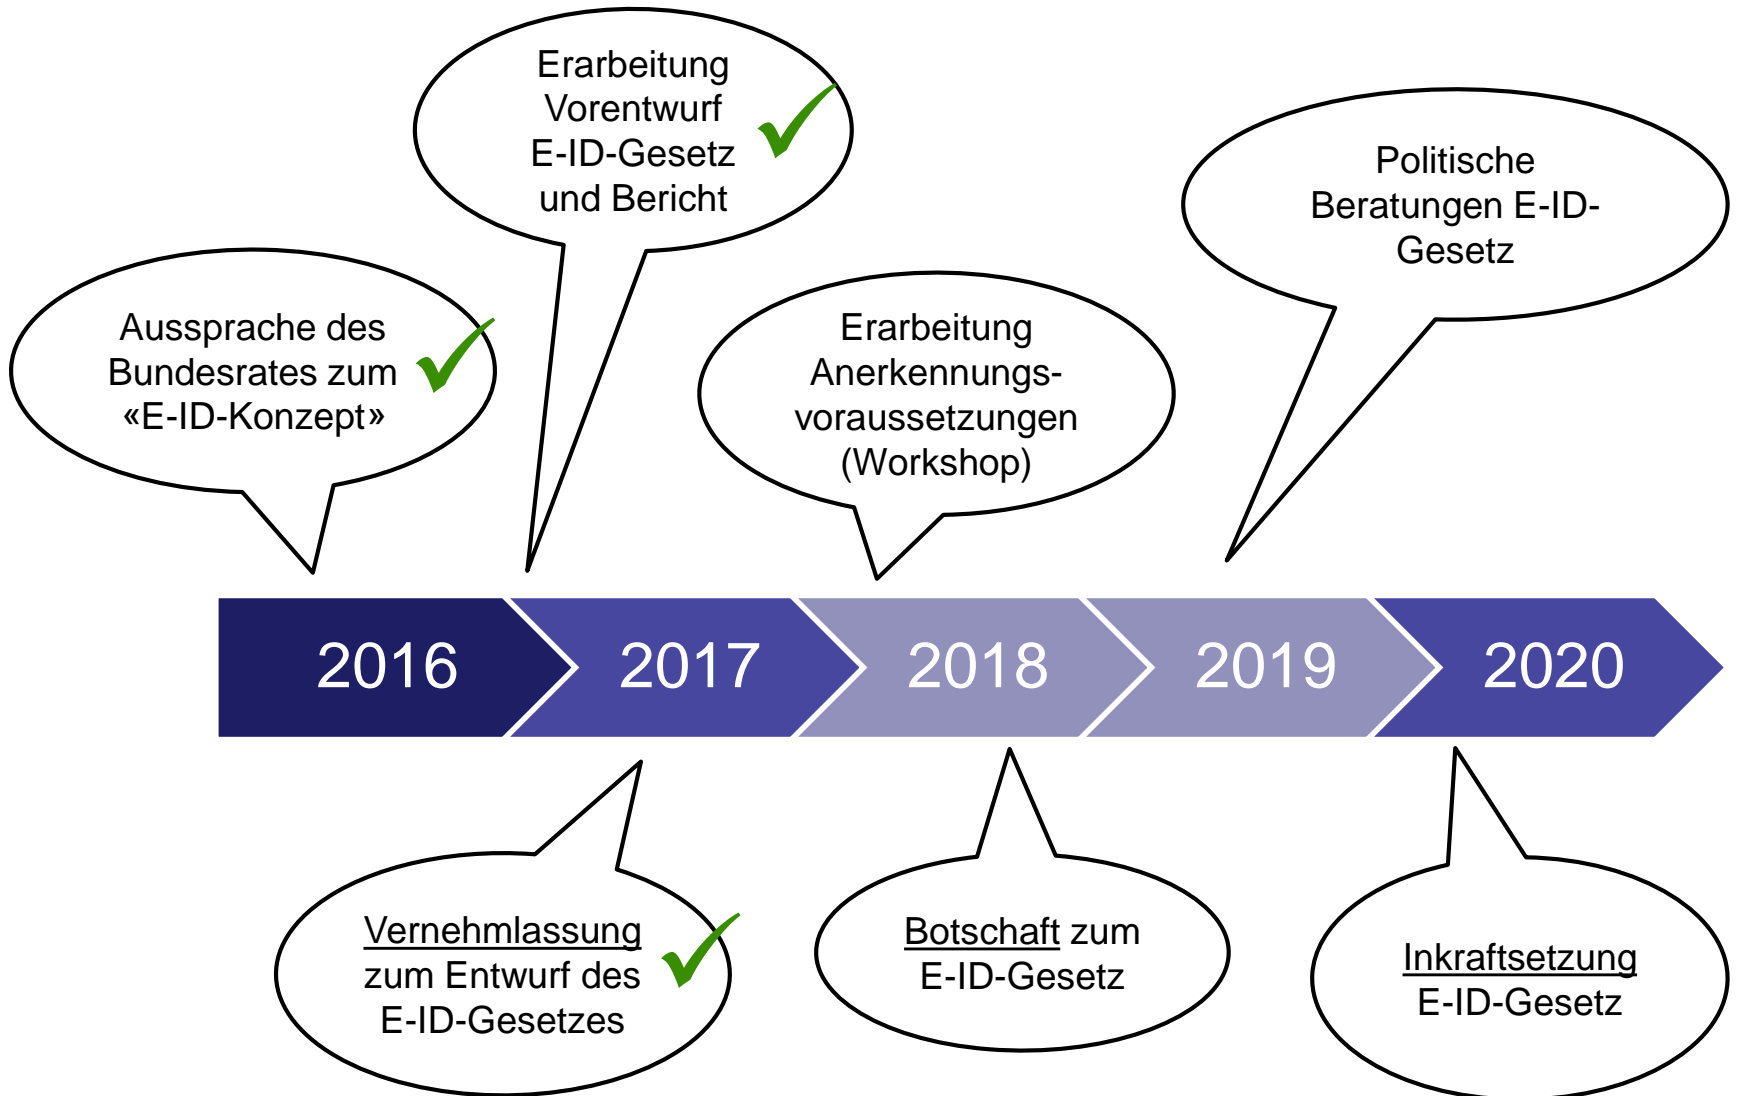 Erarbeitung
Vorentwurf
E-ID-Gesetz
und Bericht
Politische
Beratungen E-ID-
Gesetz
Aussprache des
Bundesrates zum
«E-ID-Konzept»
Erarbeitung
Anerkennungs-
voraussetzungen
(Workshop)
2016 2017 2018 2019 2020
Vernehmlassung
zum Entwurf des
E-ID-Gesetzes
Botschaft zum
E-ID-Gesetz
Inkraftsetzung
E-ID-Gesetz